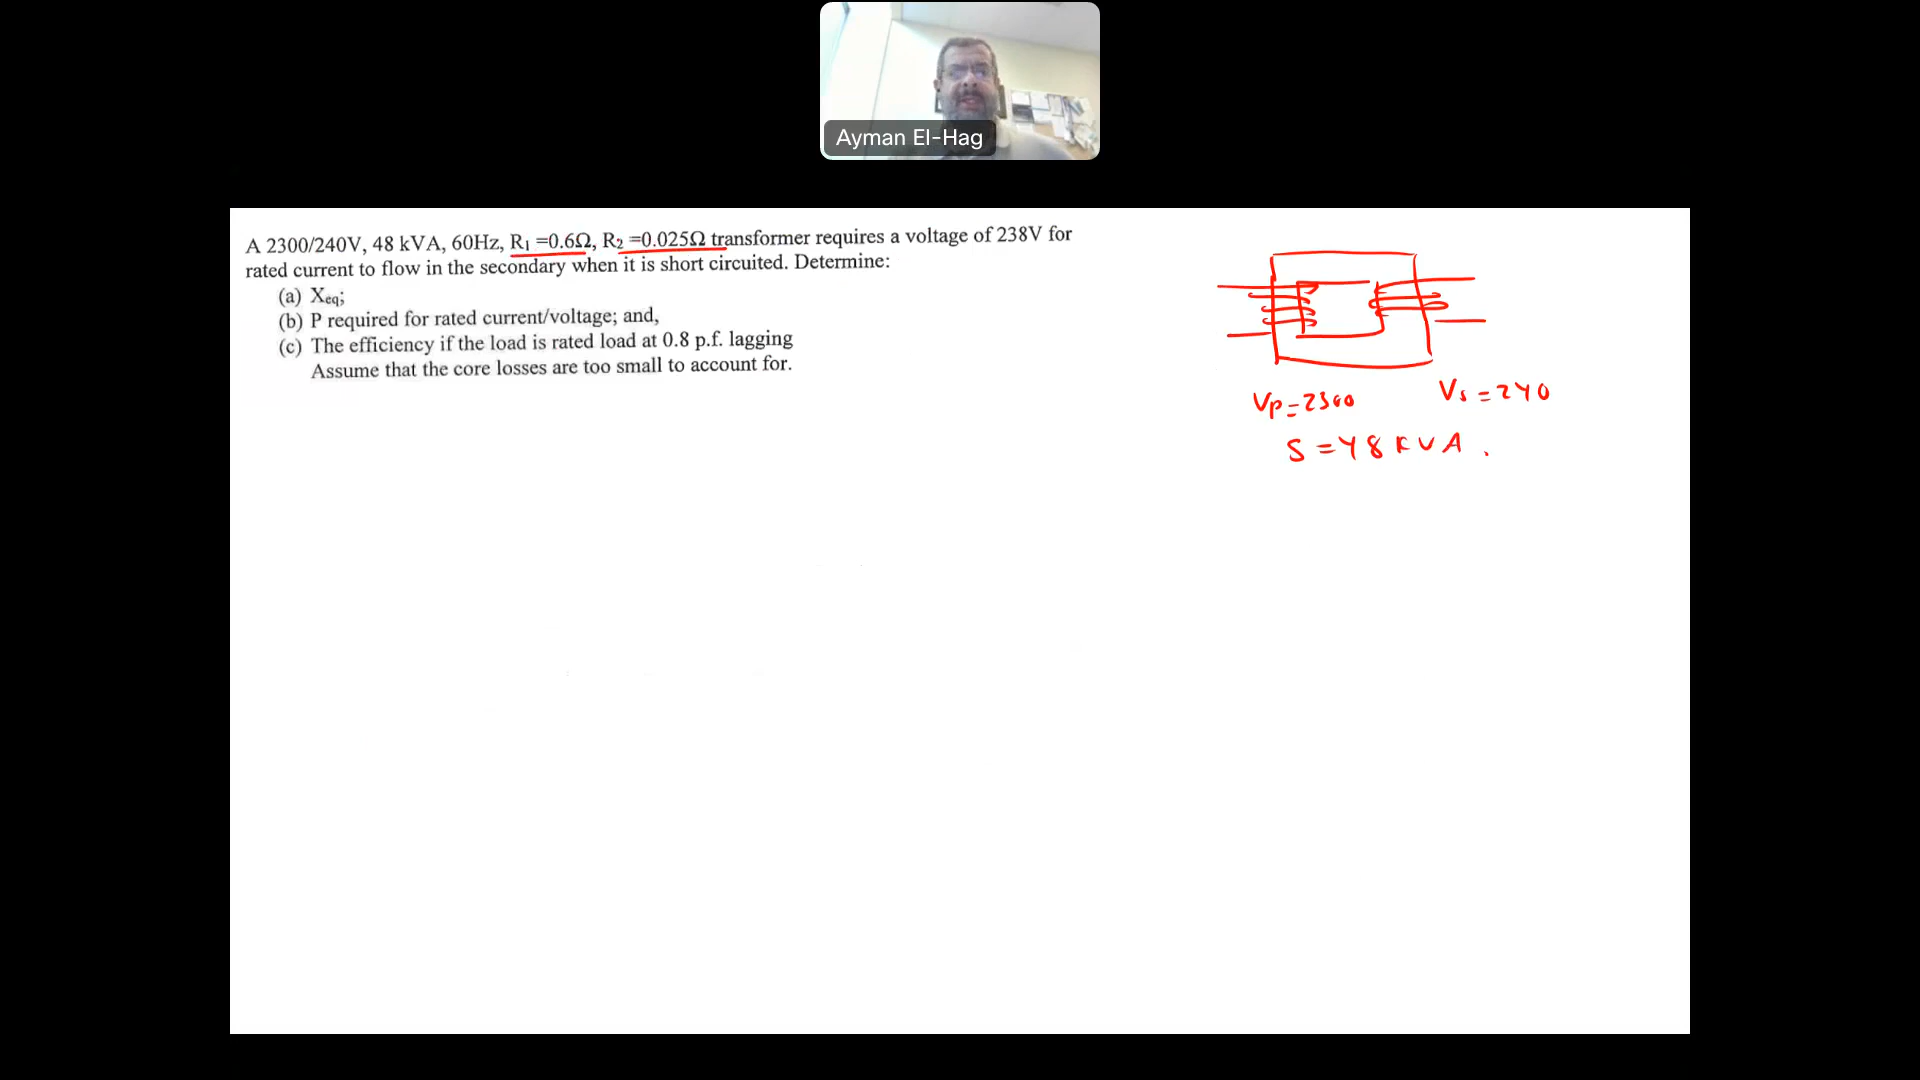 Ayman El-Hag
A 2300/240V, 48 kVA, 60Hz, R₁ =0.6Ω, R₂ =0.025Ω transformer requires a voltage of 238V for
rated current to flow in the secondary when it is short circuited. Determine:
(a) Xeq;
(b) P required for rated current/voltage; and,
(c) The efficiency if the load is rated load at 0.8 p.f. lagging
Assume that the core losses are too small to account for.
Vp=2300 Vs=240
S=48 kVA.